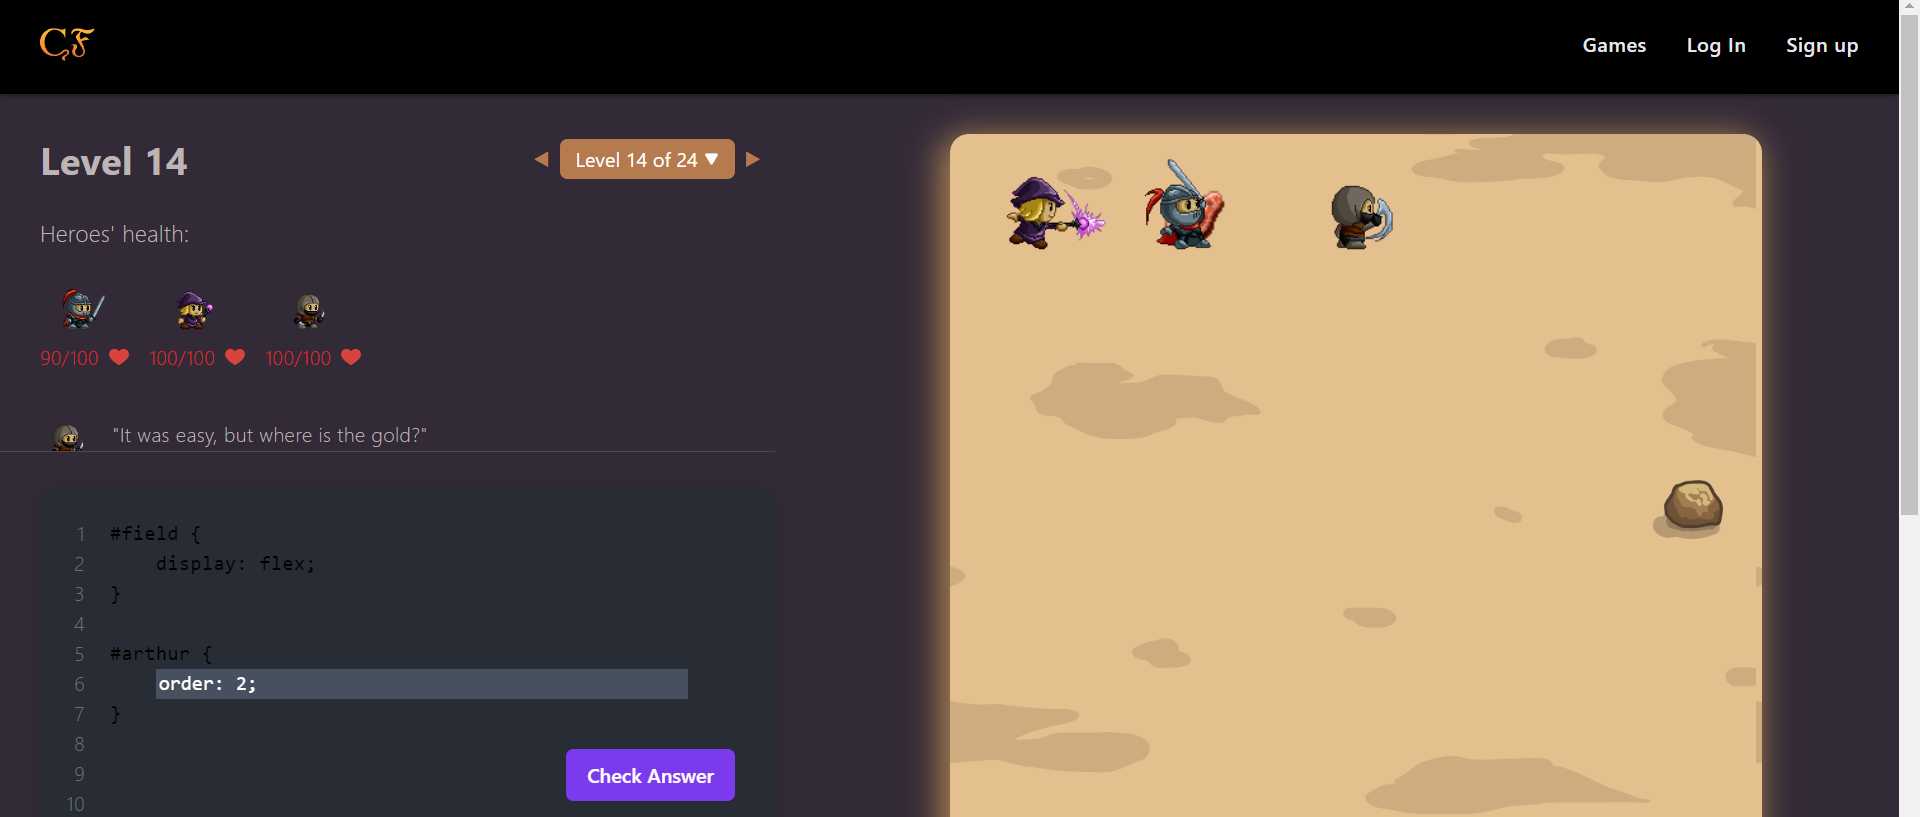 CF
Games Log In Sign up
Level 14
Level 14 of 24 ▼
Heroes' health:
90/100 100/100 100/100
"It was easy, but where is the gold?"
1 #field {
2 display: flex;
3 }
4
5 #arthur {
6 order: 2;
7 }
8
9
10
Check Answer